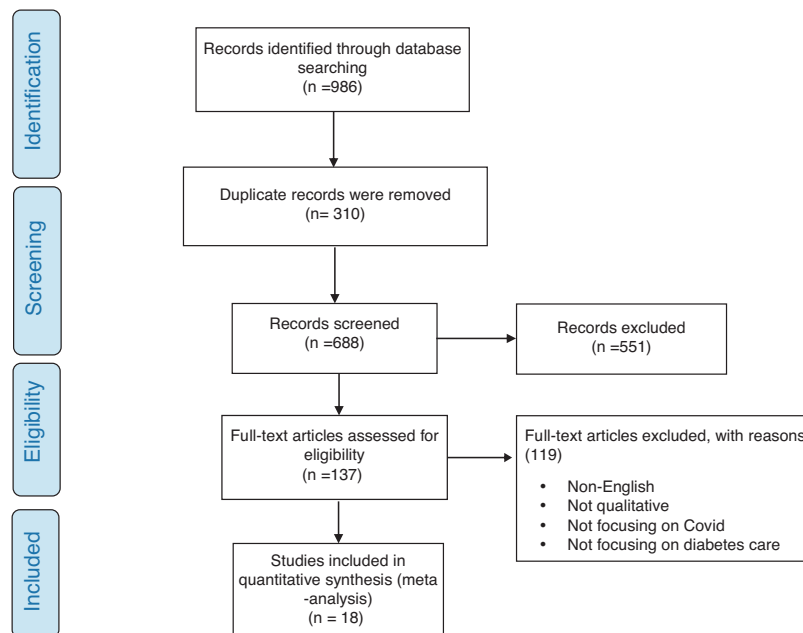 Identification
Records identified through database
searching
(n =986)
Duplicate records were removed
(n= 310)
Screening
Records screened
(n =688)
Records excluded
(n =551)
Eligibility
Full-text articles assessed for
eligibility
(n =137)
Full-text articles excluded, with reasons
(119)
• Non-English
• Not qualitative
• Not focusing on Covid
• Not focusing on diabetes care
Included
Studies included in
quantitative synthesis (meta
-analysis)
(n = 18)